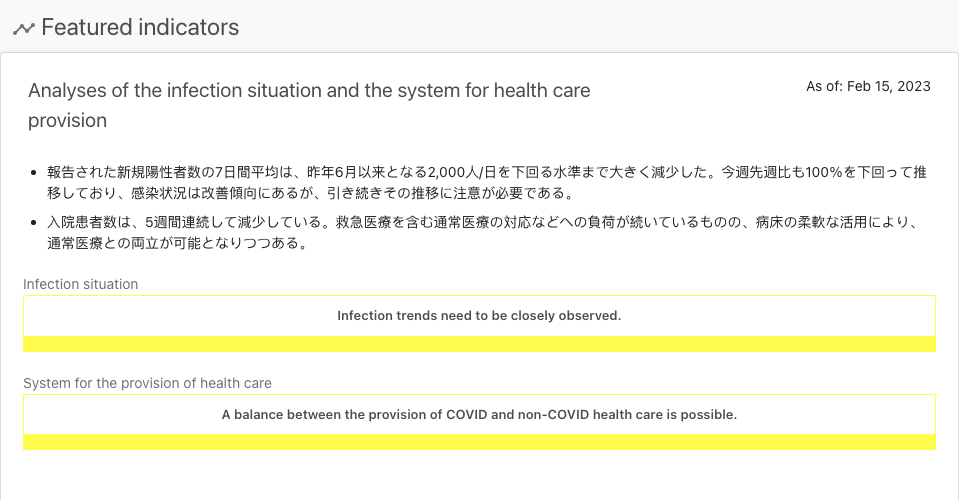 Featured indicators
Analyses of the infection situation and the system for health care
provision
As of: Feb 15, 2023
• 報告された新規陽性者数の7日間平均は、昨年6月以来となる2,000人/日を下回る水準まで大きく減少した。今週先週比も100%を下回って推
移しており、感染状況は改善傾向にあるが、引き続きその推移に注意が必要である。
• 入院患者数は、5週間連続して減少している。救急医療を含む通常医療の対応などへの負荷が続いているものの、病床の柔軟な活用により、
通常医療との両立が可能となりつつある。
Infection situation
Infection trends need to be closely observed.
System for the provision of health care
A balance between the provision of COVID and non-COVID health care is possible.